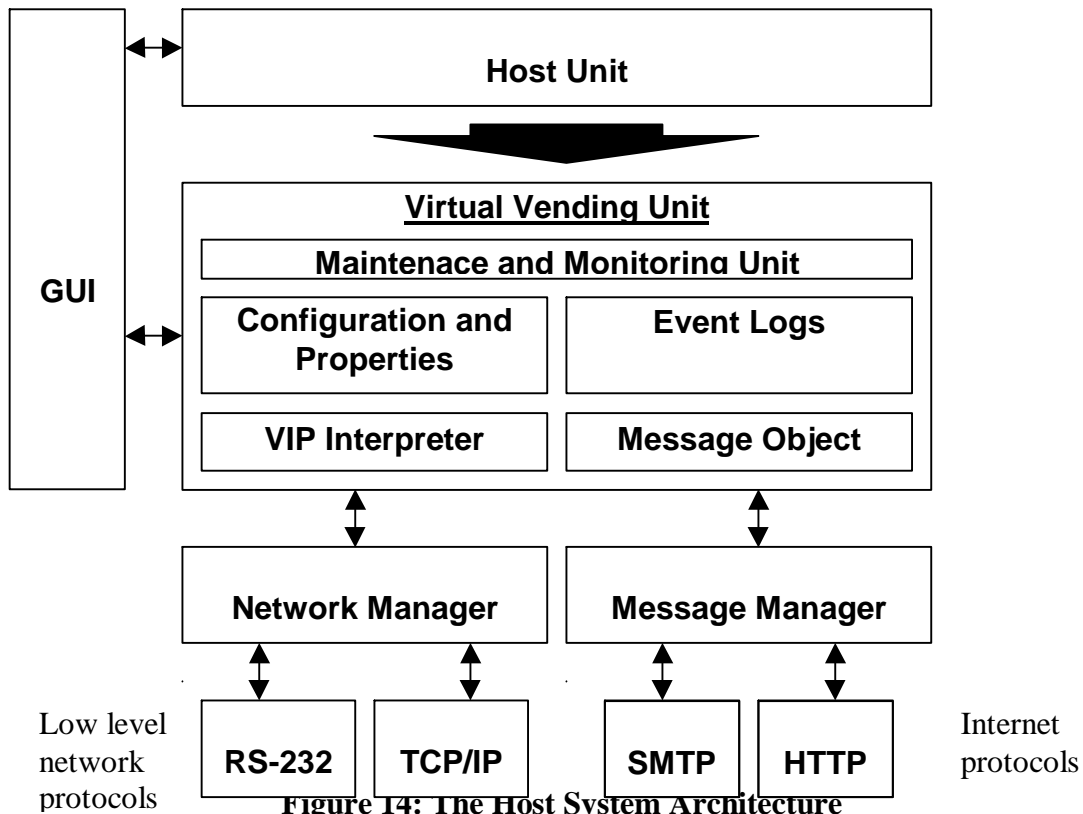 Host Unit
Virtual Vending Unit
Maintenace and Monitoring Unit
GUI
Configuration and
Properties
Event Logs
VIP Interpreter
Message Object
Network Manager
Message Manager
Low level
network
protocols
RS-232
TCP/IP
SMTP
HTTP
Internet
protocols
Figure 14: The Host System Architecture